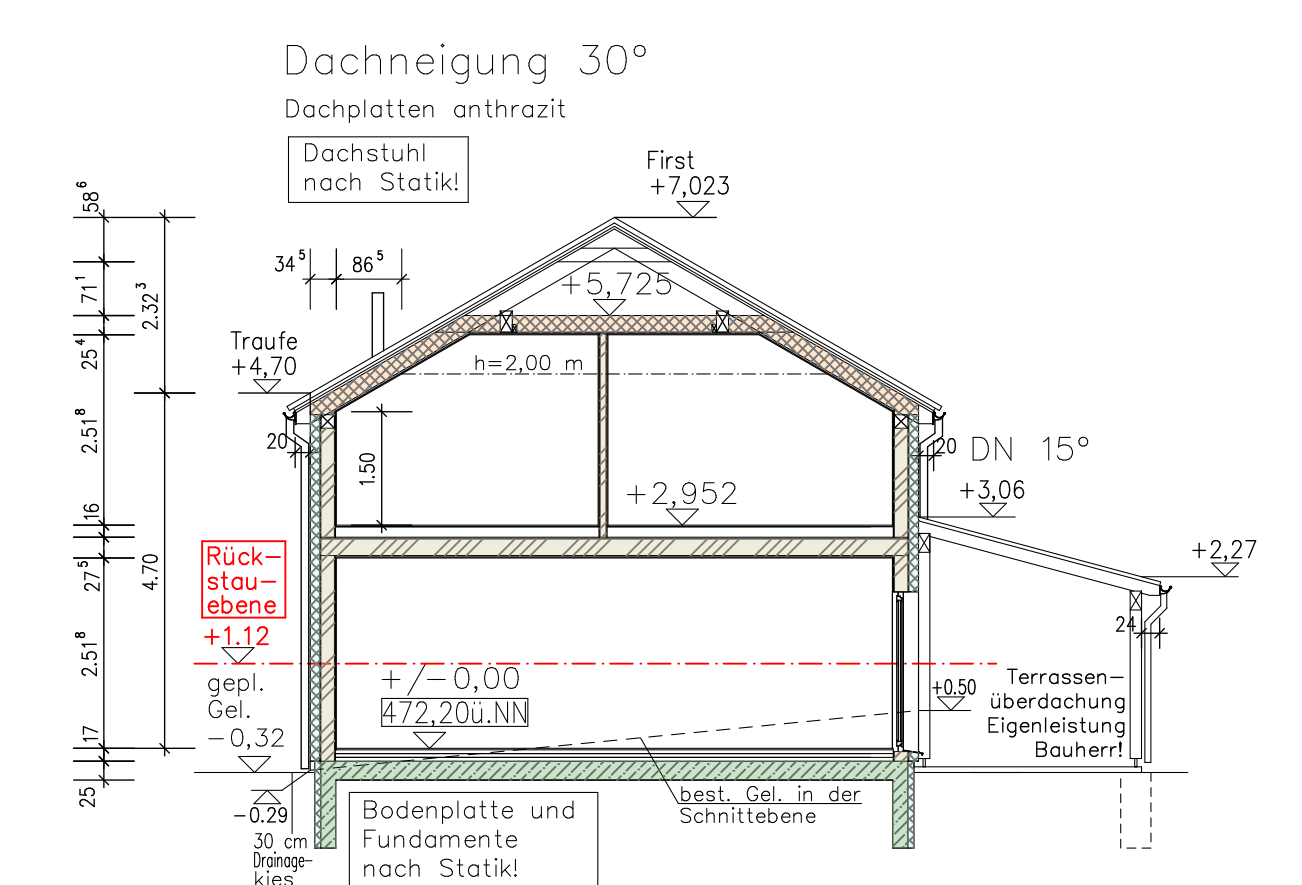 Dachneigung 30°
Dachplatten anthrazit
Dachstuhl
nach Statik!
First
+7,023
58⁶
71¹
25⁴
2.51⁸
16
27⁵
2.51⁸
17
25
2.32³
4.70
34⁵
86⁵
+5,725
Traufe
+4,70
h=2,00 m
20
1.50
+2,952
20
DN 15°
+3,06
+2,27
24
Rück-
stau-
ebene
+1.12
gepl.
Gel.
-0,32
+/-0,00
472,20ü.NN
+0.50
Terrassen-
überdachung
Eigenleistung
Bauherr!
best. Gel. in der
Schnittebene
-0.29
30 cm
Drainage-
kies
Bodenplatte und
Fundamente
nach Statik!